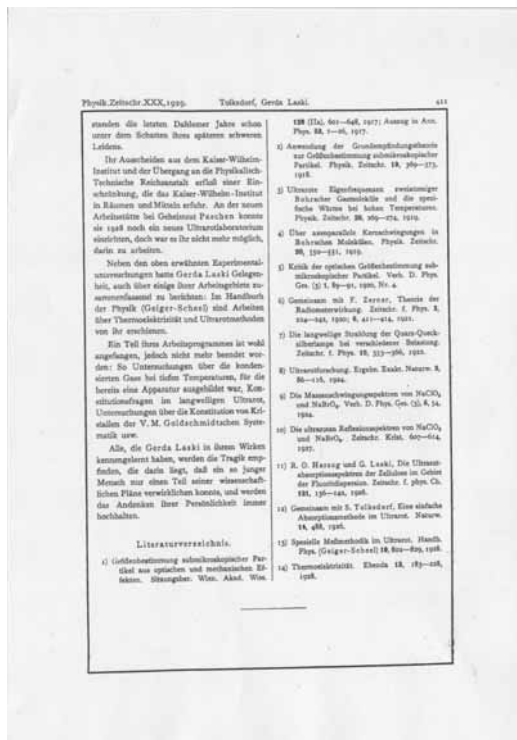 Physik.Zeitschr.XXX,1929. Tolksdorf, Gerda Laski. 411
standen die letzten Dahlemer Jahre schon
unter dem Schatten ihres späteren schweren
Leidens.
Ihr Ausscheiden aus dem Kaiser-Wilhelm-
Institut und der Übergang an die Physikalisch-
Technische Reichsanstalt erfloß einer Ein-
schränkung, die das Kaiser-Wilhelm-Institut
in Räumen und Mitteln erfuhr. An der neuen
Arbeitsstätte bei Geheimrat Paschen konnte
sie 1928 noch ein neues Ultrarotlaboratorium
einrichten, doch war es ihr nicht mehr möglich,
darin zu arbeiten.
Neben den oben erwähnten Experimental-
untersuchungen hatte Gerda Laski Gelegen-
heit, auch über einige ihrer Arbeitsgebiete zu-
sammenfassend zu berichten: Im Handbuch
der Physik (Geiger-Scheel) sind Arbeiten
über Thermoelektrizität und Ultrarotmethoden
von ihr erschienen.
Ein Teil ihres Arbeitsprogrammes ist wohl
angefangen, jedoch nicht mehr beendet wor-
den: So Untersuchungen über die konden-
sierten Gase bei tiefen Temperaturen, für die
bereits eine Apparatur ausgebildet war, Kon-
stitutionsfragen im langwelligen Ultrarot,
Untersuchungen über die Konstitution von Kri-
stallen der V. M. Goldschmidtschen Syste-
matik usw.
Alle, die Gerda Laski in ihrem Wirken
kennengelernt haben, werden die Tragik emp-
finden, die darin liegt, daß ein so junger
Mensch nur einen Teil seiner wissenschaft-
lichen Pläne verwirklichen konnte, und werden
das Andenken ihrer Persönlichkeit immer
hochhalten.
Literaturverzeichnis.
1) Größenbestimmung submikroskopischer Par-
tikel aus optischen und mechanischen Ef-
fekten. Sitzungsber. Wien. Akad. Wiss.
126 (IIa), 601—648, 1917; Auszug in Ann.
Phys. 53, 1—26, 1917.
2) Anwendung der Grundempfindungstheorie
zur Größenbestimmung submikroskopischer
Partikel. Physik. Zeitschr. 19, 369—373,
1918.
3) Ultrarote Eigenfrequenzen zweiatomiger
Bohrscher Gasmoleküle und die spezi-
fische Wärme bei hohen Temperaturen.
Physik. Zeitschr. 20, 269—274, 1919.
4) Über asymparallele Kernschwingungen in
Bohrschen Molekülen. Physik. Zeitschr.
20, 550—551, 1919.
5) Kritik der optischen Größenbestimmung sub-
mikroskopischer Partikel. Verh. D. Phys.
Ges. (3) 1, 89—91, 1920, Nr. 4.
6) Gemeinsam mit F. Zerner, Theorie der
Radiometerwirkung. Zeitschr. f. Phys. 3,
224—242, 1920; 6, 411—414, 1921.
7) Die langwellige Strahlung der Quarz-Queck-
silberlampe bei verschiedener Belastung.
Zeitschr. f. Phys. 10, 353—366, 1922.
8) Ultrarotforschung. Ergebn. Exakt. Naturw. 3,
86—116, 1924.
9) Die Massenschwingungsspektren von NaClO₃
und NaBrO₃. Verh. D. Phys. Ges. (3), 5, 54,
1924.
10) Die ultraroten Reflexionsspektren von NaClO₃
und NaBrO₃. Zeitschr. Krist. 607—614,
1927.
11) R. O. Herzog und G. Laski, Die Ultrarot-
absorptionsspektren der Zellulose im Gebiet
der Fluoritdispersion. Zeitschr. f. phys. Ch.
121, 136—142, 1926.
12) Gemeinsam mit S. Tolksdorf, Eine einfache
Absorptionsmethode im Ultrarot. Naturw.
14, 488, 1926.
13) Spezielle Meßmethodik im Ultrarot. Handb.
Phys. (Geiger-Scheel) 19, 802—829, 1928.
14) Thermoelektrizität. Ebenda 13, 183—228,
1928.